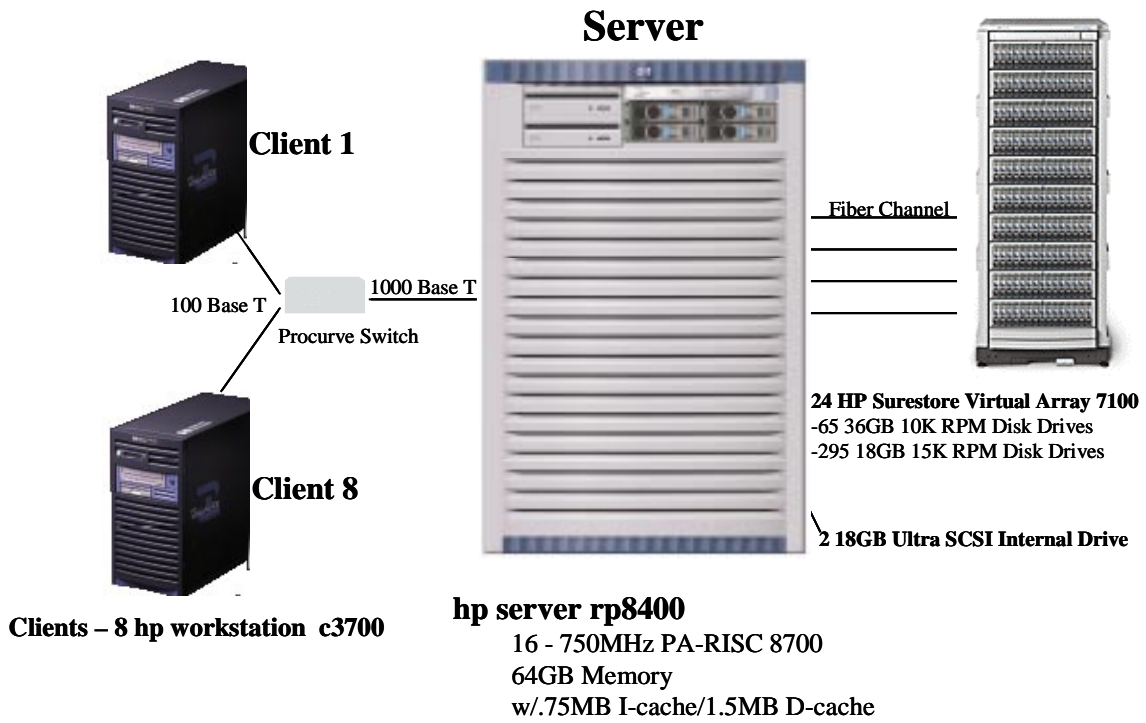 Server
Client 1
Fiber Channel
1000 Base T
100 Base T
Procurve Switch
24 HP Surestore Virtual Array 7100
-65 36GB 10K RPM Disk Drives
-295 18GB 15K RPM Disk Drives
Client 8
2 18GB Ultra SCSI Internal Drive
Clients – 8 hp workstation c3700
hp server rp8400
16 - 750MHz PA-RISC 8700
64GB Memory
w/.75MB I-cache/1.5MB D-cache